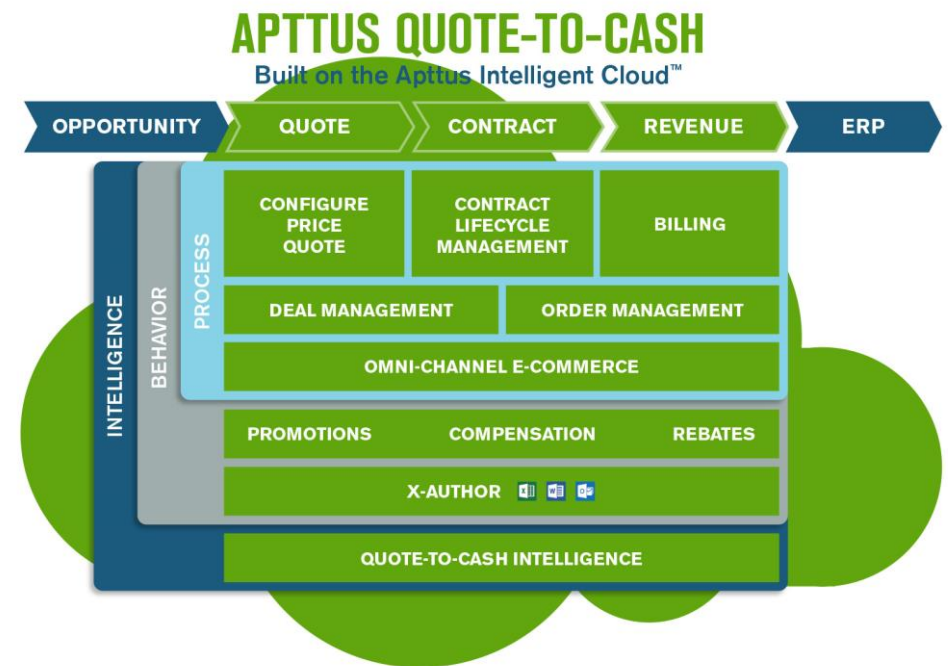 APTTUS QUOTE-TO-CASH
Built on the Apttus Intelligent Cloud™
OPPORTUNITY
QUOTE
CONTRACT
REVENUE
ERP
INTELLIGENCE
BEHAVIOR
PROCESS
CONFIGURE
PRICE
QUOTE
CONTRACT
LIFECYCLE
MANAGEMENT
BILLING
DEAL MANAGEMENT
ORDER MANAGEMENT
OMNI-CHANNEL E-COMMERCE
PROMOTIONS
COMPENSATION
REBATES
X-AUTHOR
QUOTE-TO-CASH INTELLIGENCE